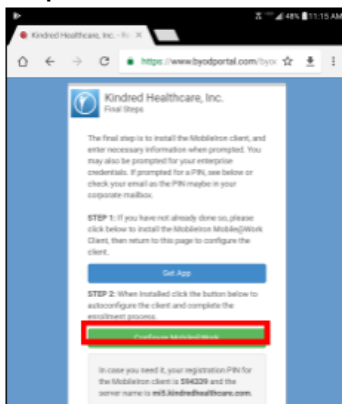 48% 11:15 AM
Kindred Healthcare, Inc. - 
https://www.byodportal.com/byo
Kindred Healthcare, Inc.
Final Steps
The final step is to install the MobileIron client, and
enter necessary information when prompted. You
may also be prompted for your enterprise
credentials. If prompted for a PIN, see below or
check your email as the PIN maybe in your
corporate mailbox.
STEP 1: If you have not already done so, please
click below to install the MobileIron Mobile@Work
Client, then return to this page to configure the
client.
Get App
STEP 2: When installed click the button below to
autoconfigure the client and complete the
enrollment process.
Configure Mobile@Work
In case you need it, your registration PIN for
the MobileIron client is 594339 and the
server name is mi5.kindredhealthcare.com.